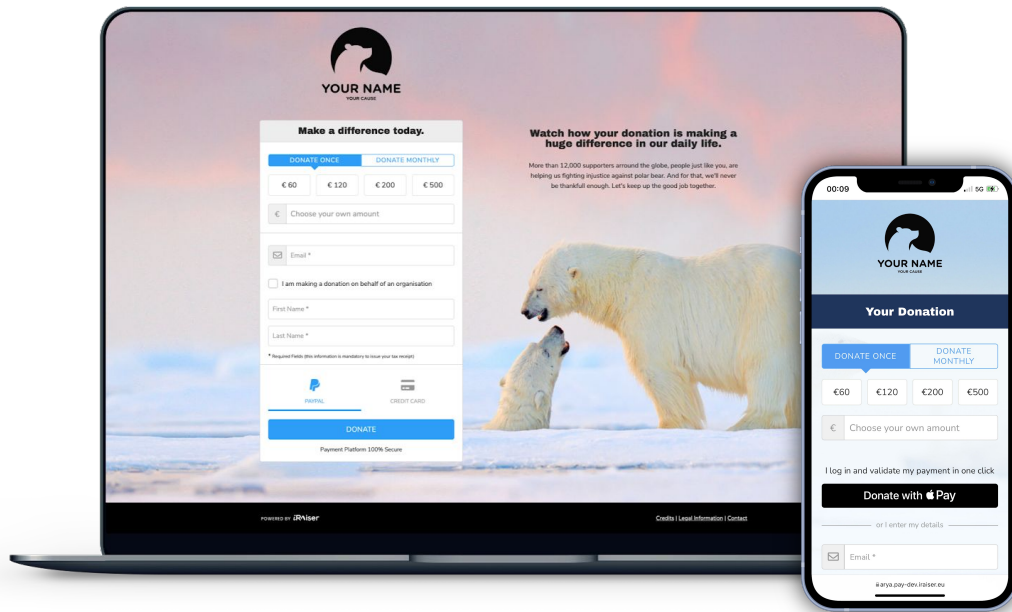 YOUR NAME
YOUR CAUSE
Make a difference today.
DONATE ONCE
DONATE MONTHLY
€ 60
€ 120
€ 200
€ 500
€ Choose your own amount
Email *
I am making a donation on behalf of an organisation
First Name *
Last Name *
* Required Fields (this information is mandatory to issue your tax receipt)
PAYPAL
CREDIT CARD
DONATE
Payment Platform 100% Secure
Watch how your donation is making a
huge difference in our daily life.
More than 12,000 supporters arround the globe, people just like you, are
helping us fighting injustice against polar bear. And for that, we'll never
be thankfull enough. Let's keep up the good job together.
POWERED BY iRaiser
Credits | Legal Information | Contact
00:09
5G
YOUR NAME
YOUR CAUSE
Your Donation
DONATE ONCE
DONATE
MONTHLY
€60
€120
€200
€500
€ Choose your own amount
I log in and validate my payment in one click
Donate with Pay
or I enter my details
Email *
arya.pay-dev.iraiser.eu